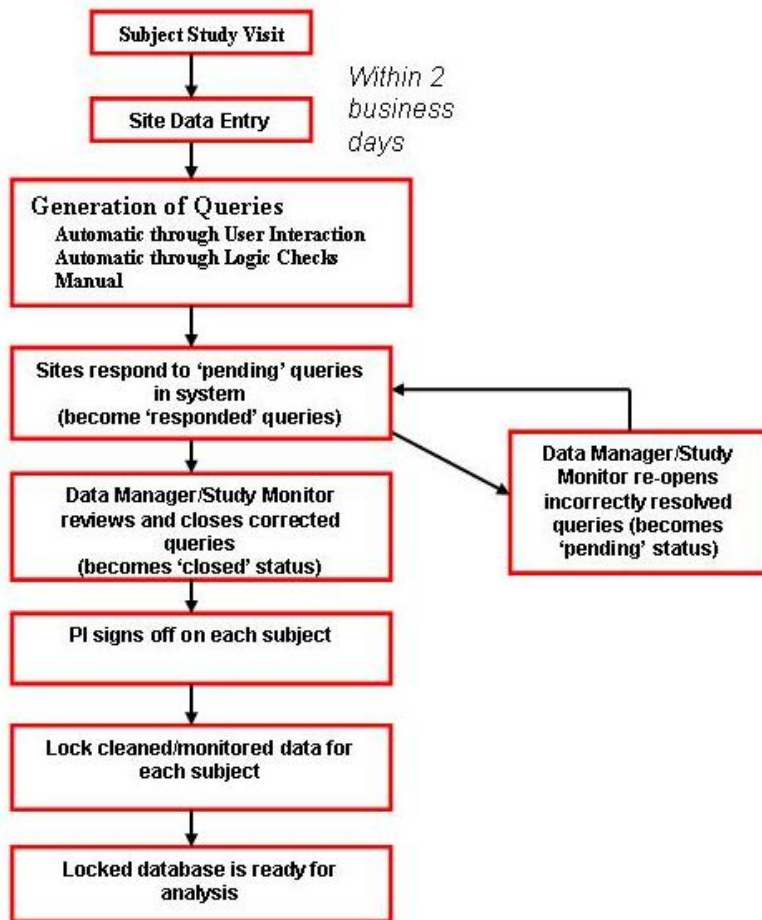 Subject Study Visit
Within 2
business
days
Site Data Entry
Generation of Queries
Automatic through User Interaction
Automatic through Logic Checks
Manual
Sites respond to ‘pending’ queries
in system
(become ‘responded’ queries)
Data Manager/Study
Monitor re-opens
incorrectly resolved
queries (becomes
‘pending’ status)
Data Manager/Study Monitor
reviews and closes corrected
queries
(becomes ‘closed’ status)
PI signs off on each subject
Lock cleaned/monitored data for
each subject
Locked database is ready for
analysis